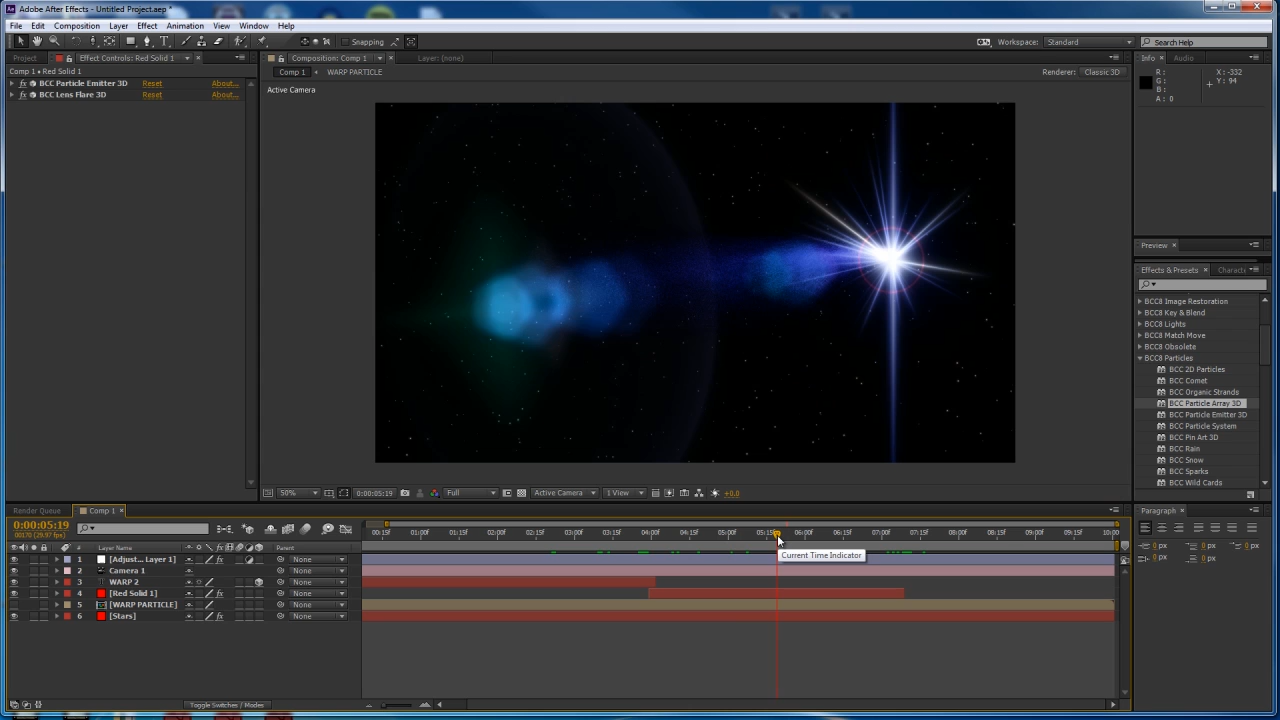 Adobe After Effects - Untitled Project.aep *
File Edit Composition Layer Effect Animation View Window Help
Snapping
Workspace: Standard
Search Help
Project
Effect Controls: Red Solid 1
Comp 1 • Red Solid 1
fx BCC Particle Emitter 3D Reset About...
fx BCC Lens Flare 3D Reset About...
Composition: Comp 1
Layer: (none)
Comp 1 WARP PARTICLE
Renderer: Classic 3D
Active Camera
50% 0:00:05:19 Full Active Camera 1 View +0.0
Info Audio
R : X : -332
G : Y : 94
B :
A : 0
Preview
Effects & Presets Charact
BCC8 Image Restoration
BCC8 Key & Blend
BCC8 Lights
BCC8 Match Move
BCC8 Obsolete
BCC8 Particles
BCC 2D Particles
BCC Comet
BCC Organic Strands
BCC Particle Array 3D
BCC Particle Emitter 3D
BCC Particle System
BCC Pin Art 3D
BCC Rain
BCC Snow
BCC Sparks
BCC Wild Cards
Render Queue Comp 1
0:00:05:19
00170 (29.97 fps)
00:15f 01:00f 01:15f 02:00f 02:15f 03:00f 03:15f 04:00f 04:15f 05:00f 05:15f 06:00f 06:15f 07:00f 07:15f 08:00f 08:15f 09:00f 09:15f 10:00
# Layer Name fx Parent
Current Time Indicator
1 [Adjust... Layer 1] fx None
2 Camera 1 None
3 T WARP 2 None
4 [Red Solid 1] fx None
5 [WARP PARTICLE] None
6 [Stars] fx None
Toggle Switches / Modes
Paragraph
0 px 0 px 0 px
0 px 0 px